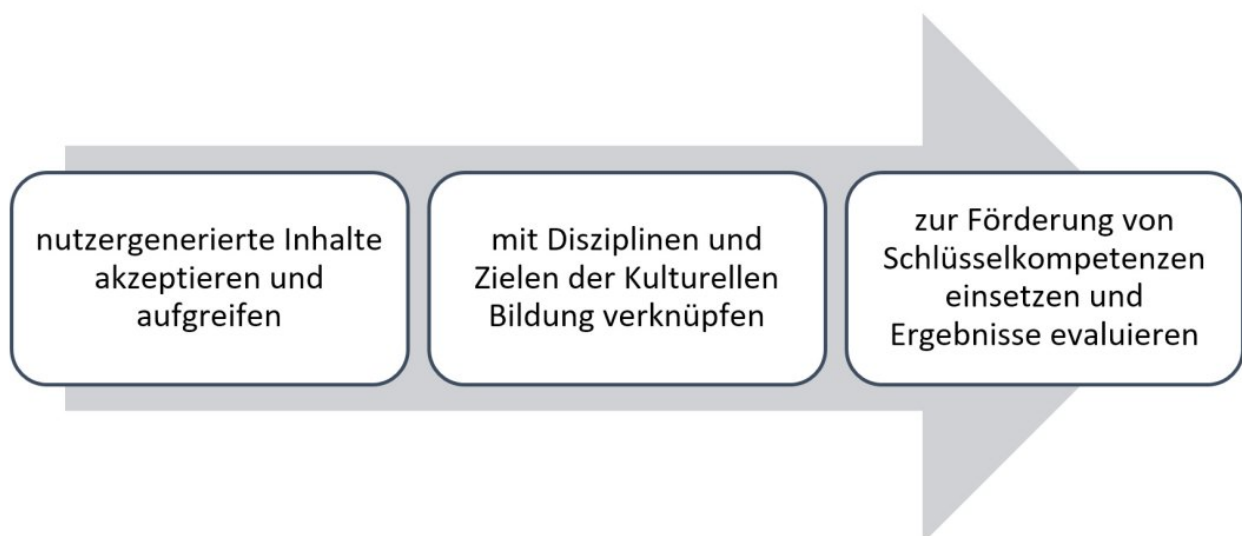 nutzergenerierte Inhalte
akzeptieren und
aufgreifen
mit Disziplinen und
Zielen der Kulturellen
Bildung verknüpfen
zur Förderung von
Schlüsselkompetenzen
einsetzen und
Ergebnisse evaluieren